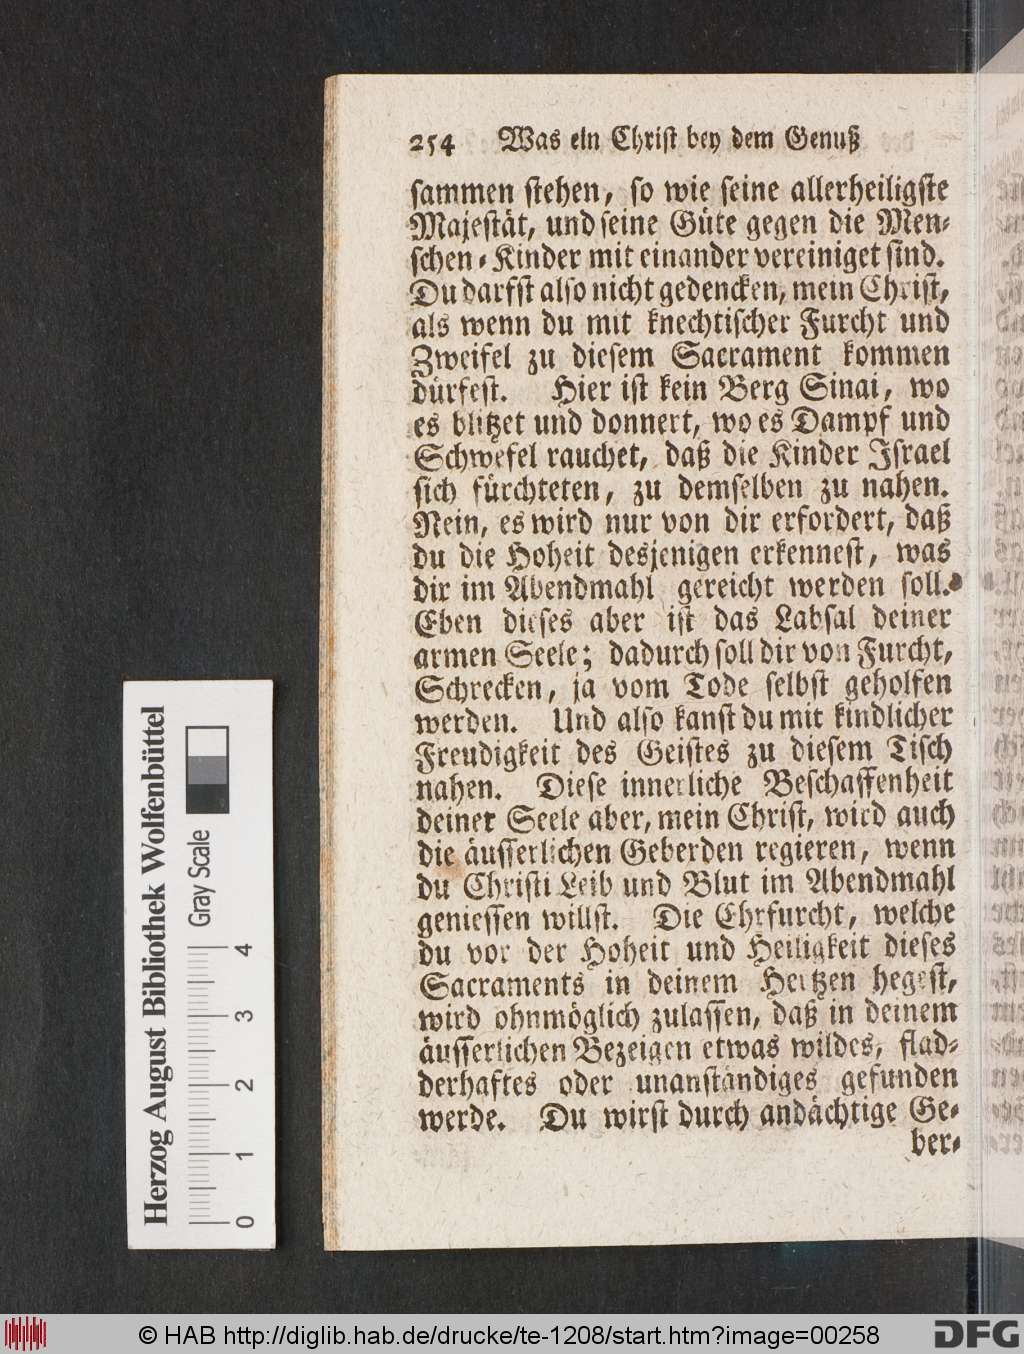 254 Was ein Christ bey dem Genuß
sammen stehen, so wie seine allerheiligste
Majestät, und seine Güte gegen die Men-
schen-Kinder mit einander vereiniget sind.
Du darfst also nicht gedencken, mein Christ,
als wenn du mit knechtischer Furcht und
Zweifel zu diesem Sacrament kommen
dürfest. Hier ist kein Berg Sinai, wo
es blitzet und donnert, wo es Dampf und
Schwefel rauchet, daß die Kinder Israel
sich fürchteten, zu demselben zu nahen.
Nein, es wird nur von dir erfordert, daß
du die Hoheit desjenigen erkennest, was
dir im Abendmahl gereicht werden soll.
Eben dieses aber ist das Labsal deiner
armen Seele; dadurch soll dir von Furcht,
Schrecken, ja vom Tode selbst geholfen
werden. Und also kanst du mit kindlicher
Freudigkeit des Geistes zu diesem Tisch
nahen. Diese innerliche Beschaffenheit
deiner Seele aber, mein Christ, wird auch
die äusserlichen Geberden regieren, wenn
du Christi Leib und Blut im Abendmahl
geniessen willst. Die Ehrfurcht, welche
du vor der Hoheit und Heiligkeit dieses
Sacraments in deinem Hertzen hegest,
wird ohnmöglich zulassen, daß in deinem
äusserlichen Bezeigen etwas wildes, flad-
derhaftes oder unanständiges gefunden
werde. Du wirst durch andächtige Ge-
ber-
Herzog August Bibliothek Wolfenbüttel
Gray Scale
0 1 2 3 4
© HAB http://diglib.hab.de/drucke/te-1208/start.htm?image=00258
DFG